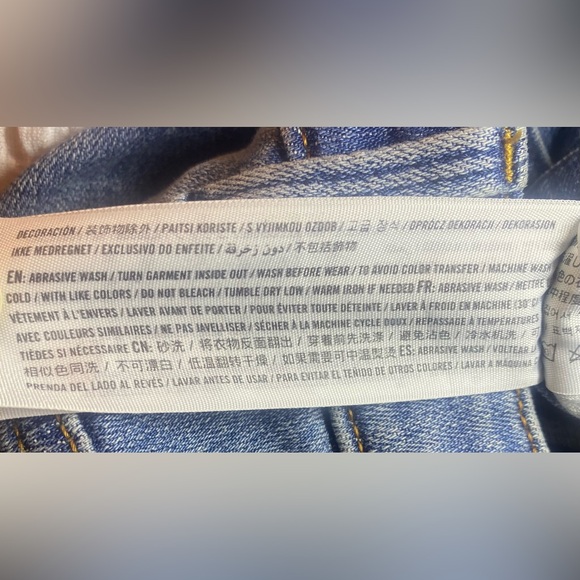 DECORACIÓN / 装饰物除外 / PAITSI KORISTE / S VÝJIMKOU OZDOB / 고급 장식 / OPRÓCZ DEKORACJI / DEKORASJON
IKKE MEDREGNET / EXCLUSIVO DO ENFEITE / دون زخرفة / 不包括飾物
EN: ABRASIVE WASH / TURN GARMENT INSIDE OUT / WASH BEFORE WEAR / TO AVOID COLOR TRANSFER / MACHINE WASH
COLD / WITH LIKE COLORS / DO NOT BLEACH / TUMBLE DRY LOW / WARM IRON IF NEEDED FR: ABRASIVE WASH / METTRE
VÊTEMENT À L'ENVERS / LAVER AVANT DE PORTER / POUR ÉVITER TOUTE DÉTEINTE / LAVER À FROID EN MACHINE (30°
AVEC COULEURS SIMILAIRES / NE PAS JAVELLISER / SÉCHER À LA MACHINE CYCLE DOUX / REPASSAGE À TEMPÉRATURES
TIÈDES SI NÉCESSAIRE CN: 砂洗 / 将衣物反面翻出 / 穿着前先洗涤 / 避免沾色 / 冷水机洗 / 可
相似色同洗 / 不可漂白 / 低温翻转干燥 / 如果需要可中温熨烫 ES: ABRASIVE WASH / VOLTEAR LA
PRENDA DEL LADO AL REVÉS / LAVAR ANTES DE USAR / PARA EVITAR EL TEÑIDO DE OTROS COLORES / LAVAR A MÁQUINA